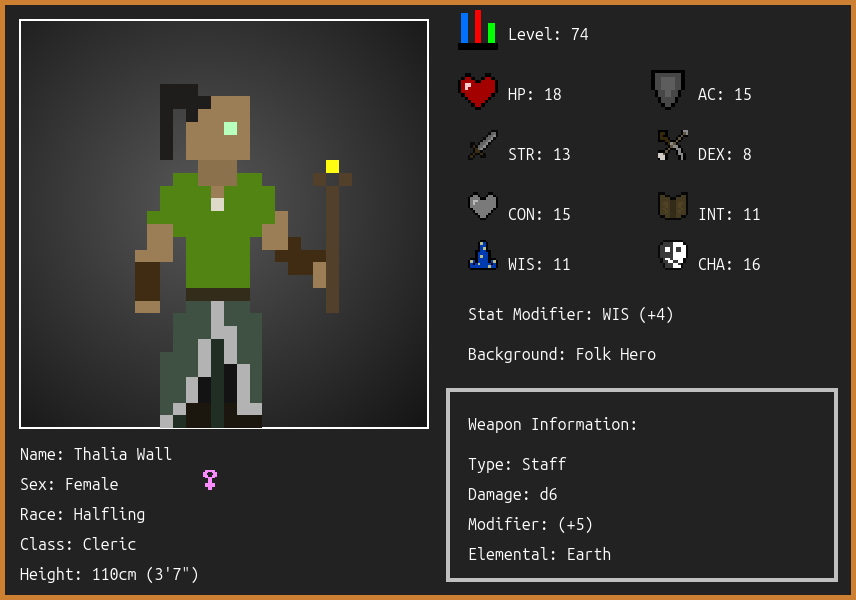 Level: 74
HP: 18
AC: 15
STR: 13
DEX: 8
CON: 15
INT: 11
WIS: 11
CHA: 16
Stat Modifier: WIS (+4)
Background: Folk Hero
Weapon Information:
Type: Staff
Damage: d6
Modifier: (+5)
Elemental: Earth
Name: Thalia Wall
Sex: Female
Race: Halfling
Class: Cleric
Height: 110cm (3'7")